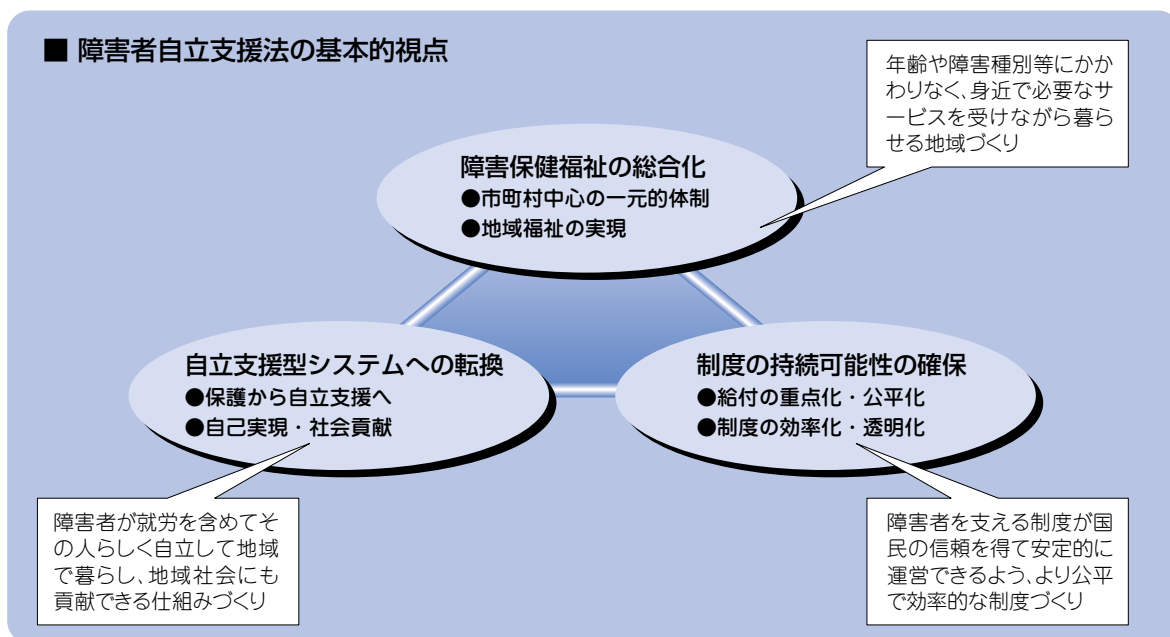 ■ 障害者自立支援法の基本的視点
年齢や障害種別等にかか
わりなく、身近で必要なサ
ービスを受けながら暮ら
せる地域づくり
障害保健福祉の総合化
●市町村中心の一元的体制
●地域福祉の実現
自立支援型システムへの転換
●保護から自立支援へ
●自己実現・社会貢献
制度の持続可能性の確保
●給付の重点化・公平化
●制度の効率化・透明化
障害者が就労を含めてそ
の人らしく自立して地域
で暮らし、地域社会にも
貢献できる仕組みづくり
障害者を支える制度が国
民の信頼を得て安定的に
運営できるよう、より公平
で効率的な制度づくり